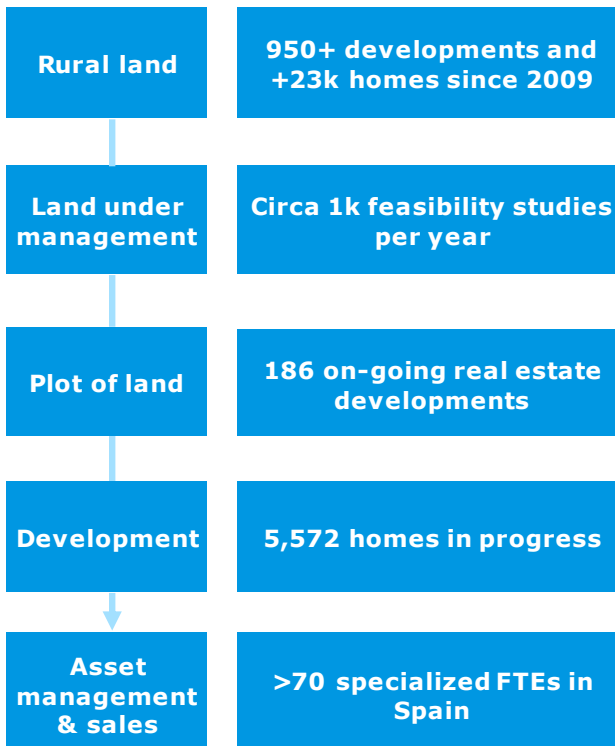 Rural land
950+ developments and
+23k homes since 2009
Land under
management
Circa 1k feasibility studies
per year
Plot of land
186 on-going real estate
developments
Development
5,572 homes in progress
Asset
management
& sales
>70 specialized FTEs in
Spain